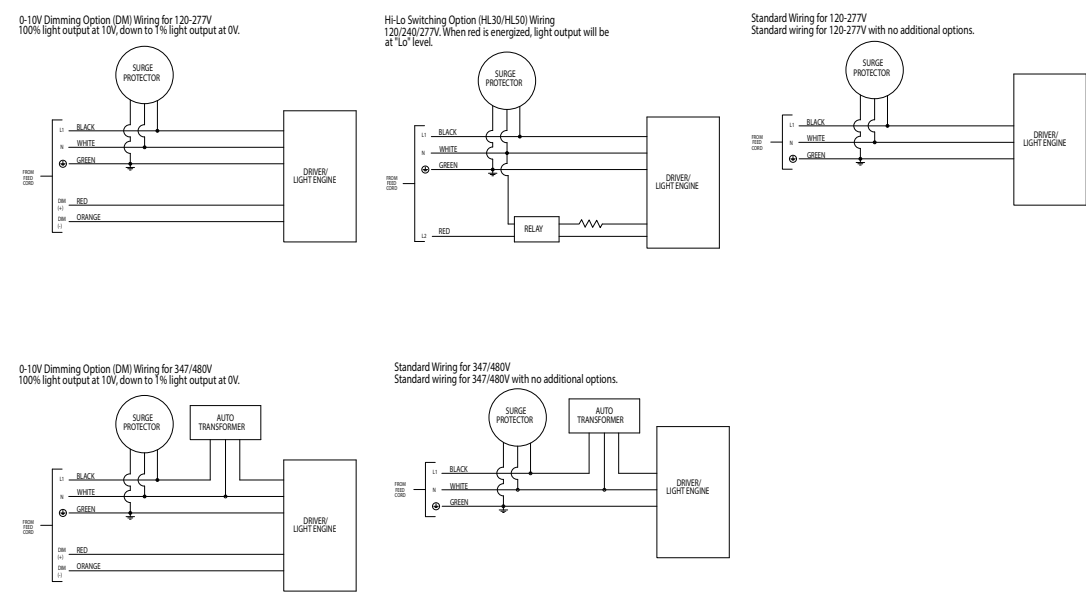 0-10V Dimming Option (DM) Wiring for 120-277V
100% light output at 10V, down to 1% light output at 0V.
SURGE
PROTECTOR
L1 BLACK
N WHITE
GREEN
FROM
FEED
CORD
DIM
(+)
RED
DIM
(-)
ORANGE
DRIVER/
LIGHT ENGINE
Hi-Lo Switching Option (HL30/HL50) Wiring
120/240/277V. When red is energized, light output will be
at "Lo" level.
SURGE
PROTECTOR
L1 BLACK
N WHITE
GREEN
FROM
FEED
CORD
L2 RED
RELAY
DRIVER/
LIGHT ENGINE
Standard Wiring for 120-277V
Standard wiring for 120-277V with no additional options.
SURGE
PROTECTOR
L1 BLACK
N WHITE
GREEN
FROM
FEED
CORD
DRIVER/
LIGHT ENGINE
0-10V Dimming Option (DM) Wiring for 347/480V
100% light output at 10V, down to 1% light output at 0V.
SURGE
PROTECTOR
AUTO
TRANSFORMER
L1 BLACK
N WHITE
GREEN
FROM
FEED
CORD
DIM
(+)
RED
DIM
(-)
ORANGE
DRIVER/
LIGHT ENGINE
Standard Wiring for 347/480V
Standard wiring for 347/480V with no additional options.
SURGE
PROTECTOR
AUTO
TRANSFORMER
L1 BLACK
N WHITE
GREEN
FROM
FEED
CORD
DRIVER/
LIGHT ENGINE